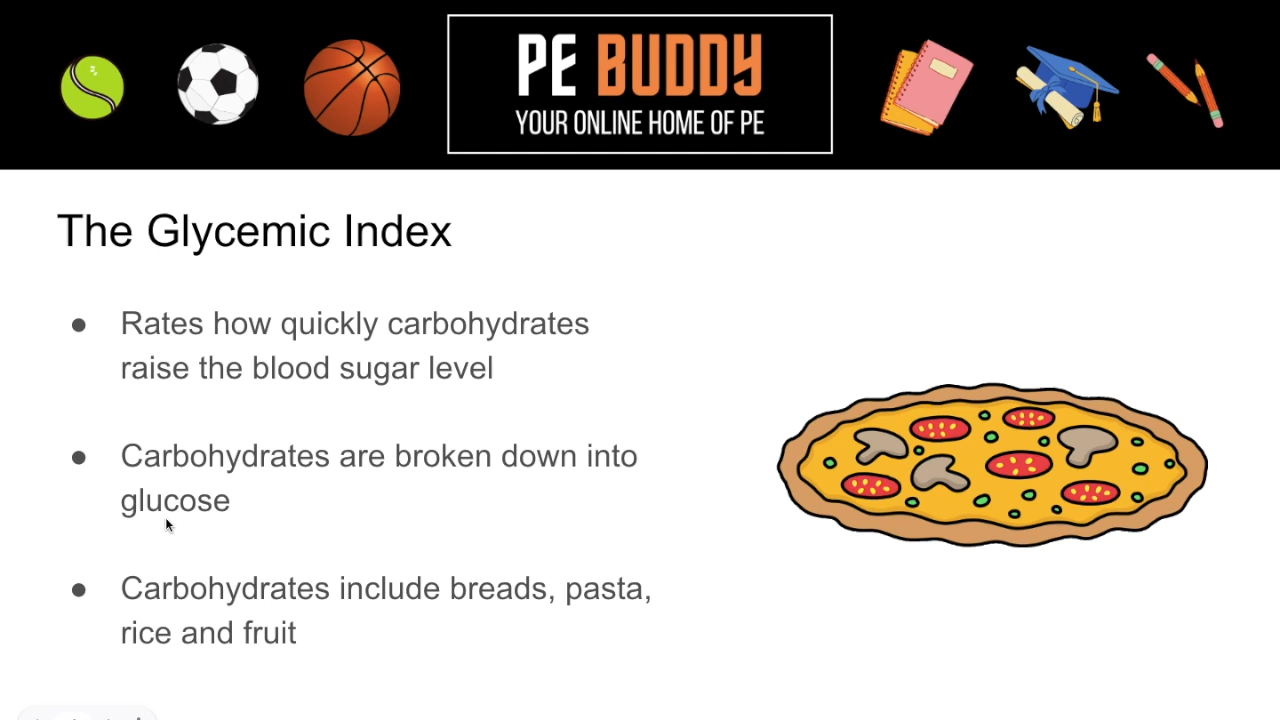 PE BUDDY
YOUR ONLINE HOME OF PE
The Glycemic Index
● Rates how quickly carbohydrates
raise the blood sugar level
● Carbohydrates are broken down into
glucose
● Carbohydrates include breads, pasta,
rice and fruit